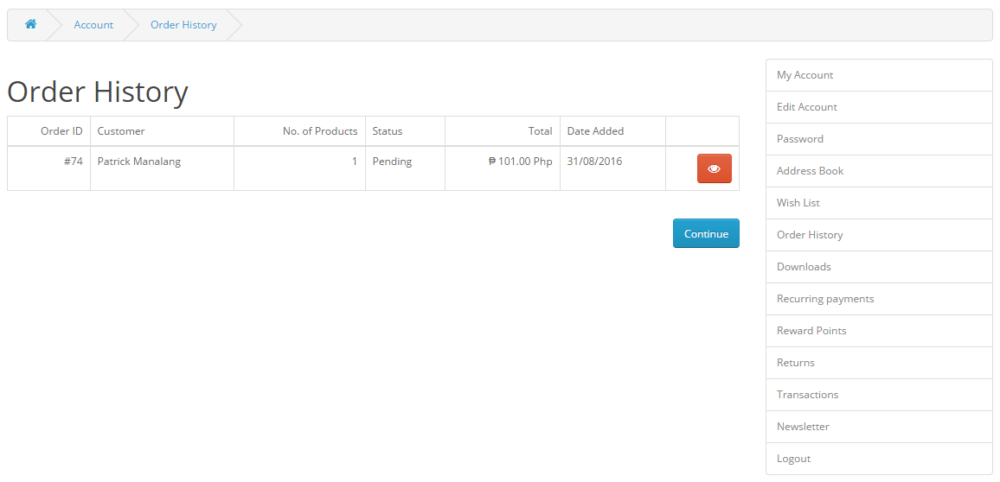 Account Order History
Order History
Order ID Customer No. of Products Status Total Date Added
#74 Patrick Manalang 1 Pending ₱ 101.00 Php 31/08/2016
Continue
My Account
Edit Account
Password
Address Book
Wish List
Order History
Downloads
Recurring payments
Reward Points
Returns
Transactions
Newsletter
Logout